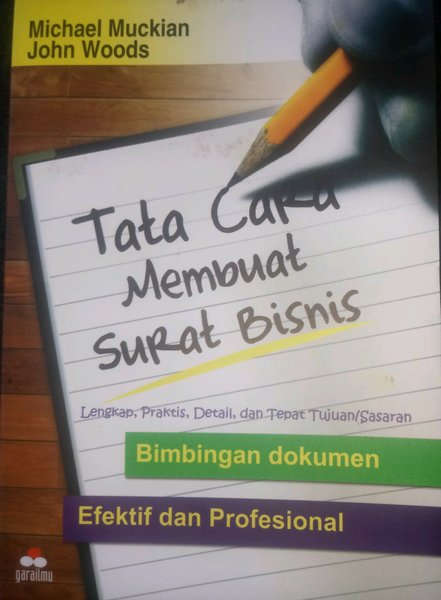 Michael Muckian
John Woods
Tata Cara
Membuat
Surat Bisnis
Lengkap, Praktis, Detail, dan Tepat Tujuan/Sasaran
Bimbingan dokumen
Efektif dan Profesional
garailmu